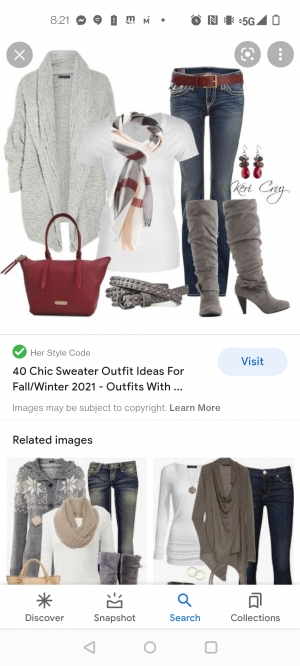 8:21
5G
Keri Cruz
Her Style Code
40 Chic Sweater Outfit Ideas For
Fall/Winter 2021 - Outfits With ...
Visit
Images may be subject to copyright. Learn More
Related images
Discover
Snapshot
Search
Collections